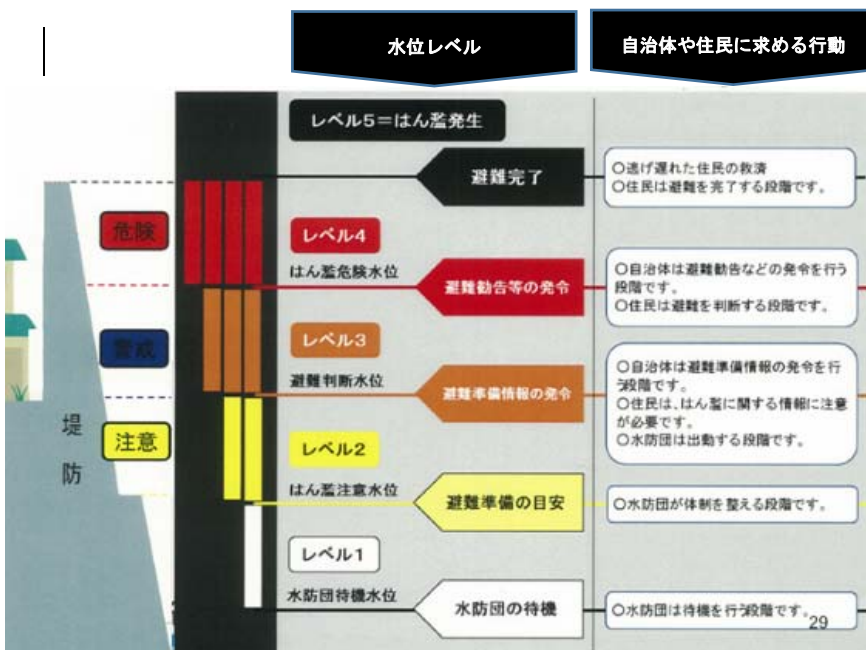 水位レベル
自治体や住民に求める行動
レベル5=はん濫発生
避難完了
○逃げ遅れた住民の救済
○住民は避難を完了する段階です。
危険
レベル4
はん濫危険水位
避難勧告等の発令
○自治体は避難勧告などの発令を行う
段階です。
○住民は避難を判断する段階です。
警戒
レベル3
避難判断水位
避難準備情報の発令
○自治体は避難準備情報の発令を行
う段階です。
○住民は、はん濫に関する情報に注意
が必要です。
○水防団は出動する段階です。
堤防
注意
レベル2
はん濫注意水位
避難準備の目安
○水防団が体制を整える段階です。
レベル1
水防団待機水位
水防団の待機
○水防団は待機を行う段階です。
29